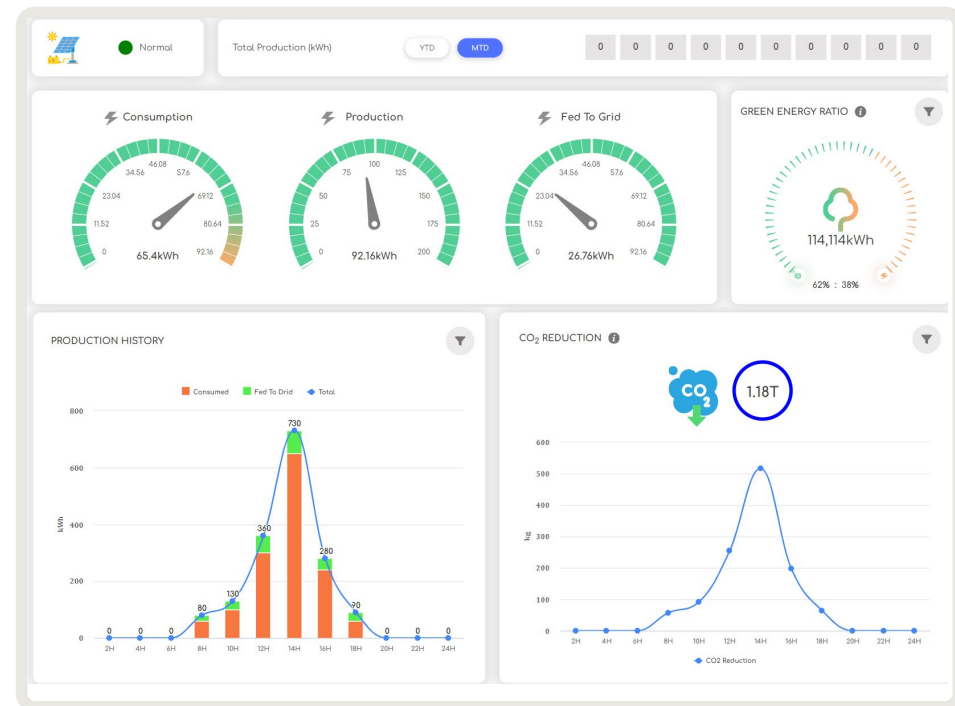 Normal
Total Production (kWh)
YTD
MTD
0 0 0 0 0 0 0 0 0 0
Consumption
0
11.52
23.04
34.56
46.08
57.6
69.12
80.64
92.16
65.4kWh
Production
0
25
50
75
100
125
150
175
200
92.16kWh
Fed To Grid
0
11.52
23.04
34.56
46.08
57.6
69.12
80.64
92.16
26.76kWh
GREEN ENERGY RATIO i
114,114kWh
62% : 38%
PRODUCTION HISTORY
Consumed Fed To Drid Total
kWh
800
600
400
200
0
0 0 0 80 130 360 730 280 90 0 0 0
2H 4H 6H 8H 10H 12H 14H 16H 18H 20H 22H 24H
CO2 REDUCTION i
CO2
1.18T
kg
600
500
400
300
200
100
0
2H 4H 6H 8H 10H 12H 14H 16H 18H 20H 22H 24H
CO2 Reduction